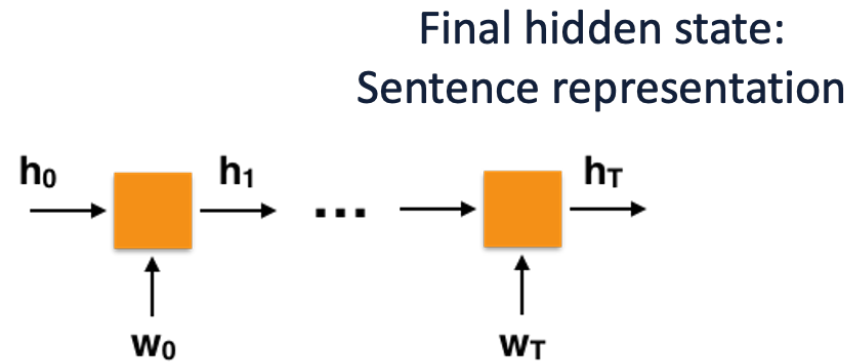 Final hidden state:
Sentence representation
h₀ h₁ hT
...
w₀ wT